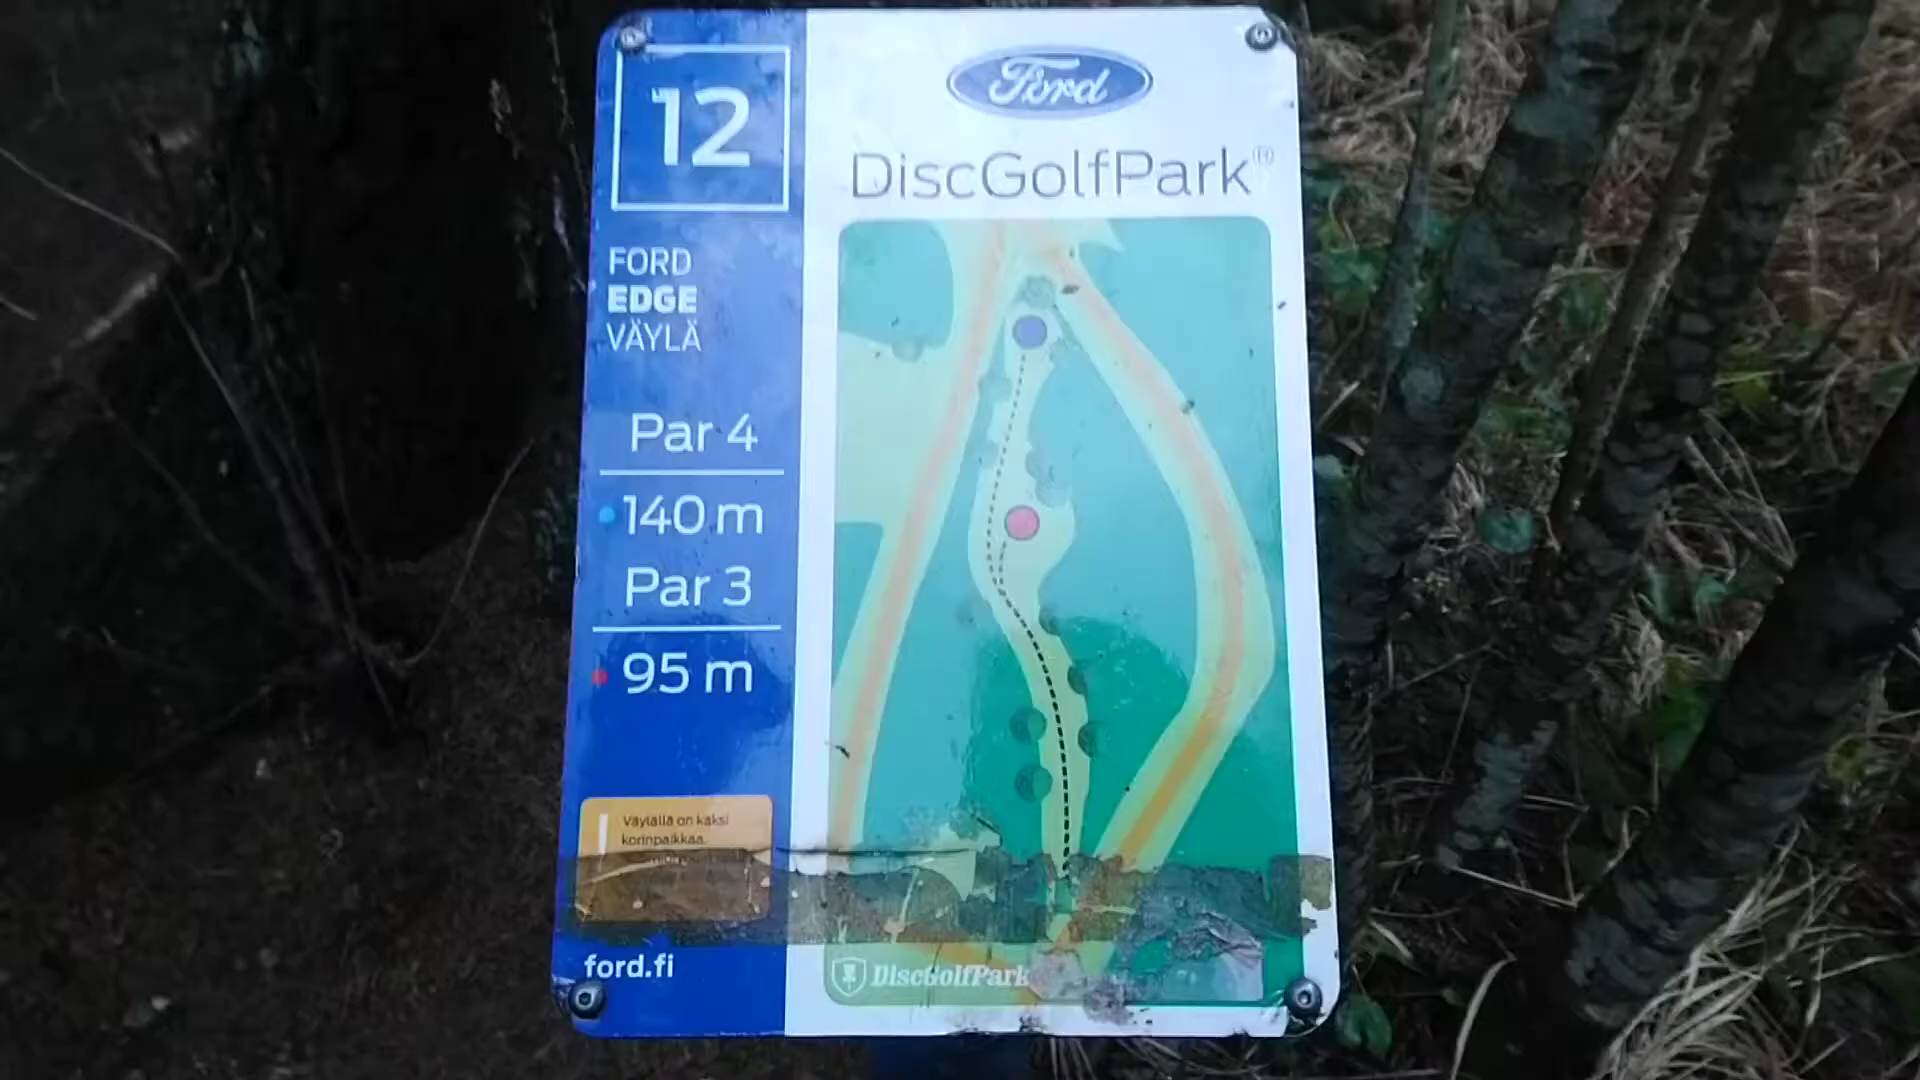 12
FORD
EDGE
VÄYLÄ
Par 4
140 m
Par 3
95 m
Väylällä on kaksi
korinpaikkaa.
ford.fi
Ford
DiscGolfPark®
DiscGolfPark